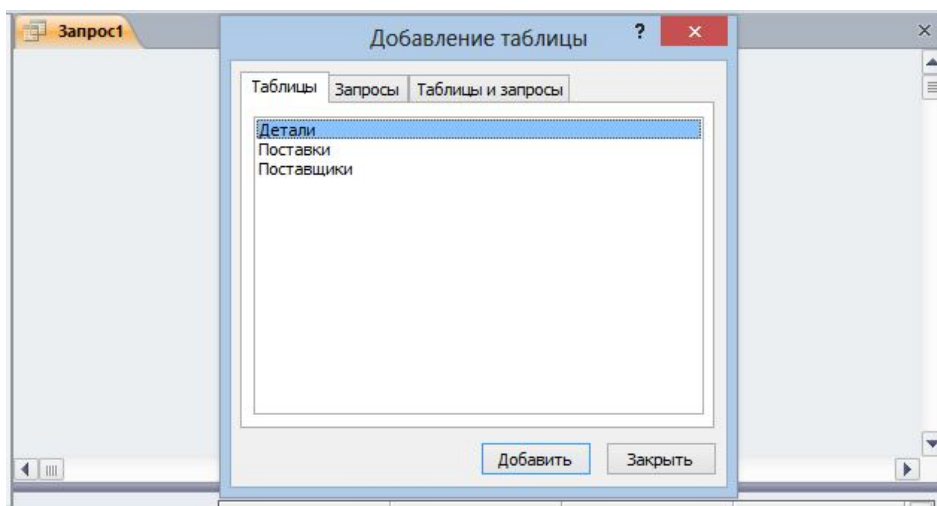 Запрос1
Добавление таблицы
?
Таблицы Запросы Таблицы и запросы
Детали
Поставки
Поставщики
Добавить Закрыть